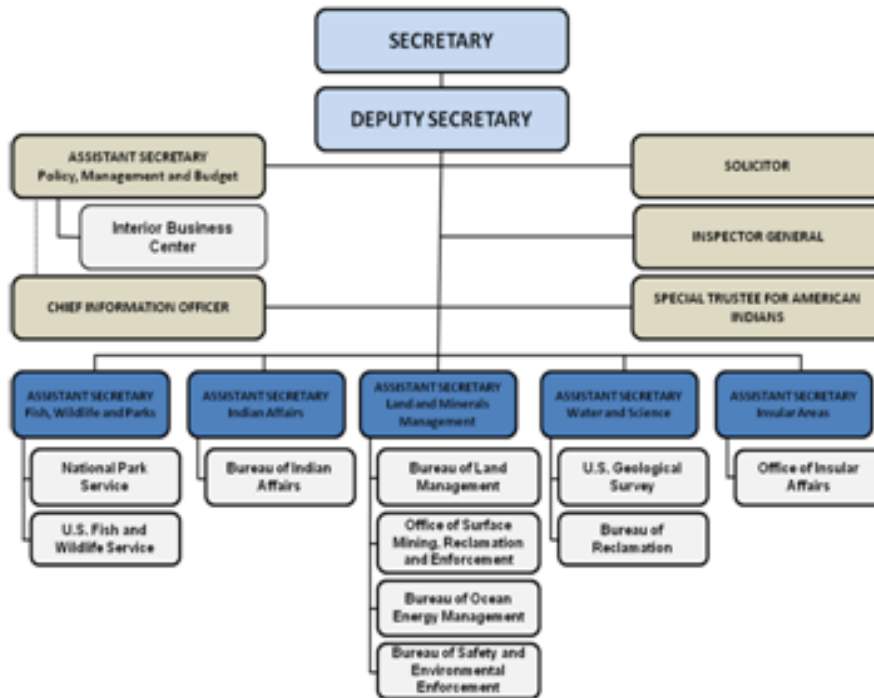 SECRETARY
DEPUTY SECRETARY
ASSISTANT SECRETARY
Policy, Management and Budget
SOLICITOR
Interior Business
Center
INSPECTOR GENERAL
CHIEF INFORMATION OFFICER
SPECIAL TRUSTEE FOR AMERICAN
INDIANS
ASSISTANT SECRETARY
Fish, Wildlife and Parks
ASSISTANT SECRETARY
Indian Affairs
ASSISTANT SECRETARY
Land and Minerals
Management
ASSISTANT SECRETARY
Water and Science
ASSISTANT SECRETARY
Insular Areas
National Park
Service
U.S. Fish and
Wildlife Service
Bureau of Indian
Affairs
Bureau of Land
Management
Office of Surface
Mining, Reclamation
and Enforcement
Bureau of Ocean
Energy Management
Bureau of Safety and
Environmental
Enforcement
U.S. Geological
Survey
Bureau of
Reclamation
Office of Insular
Affairs